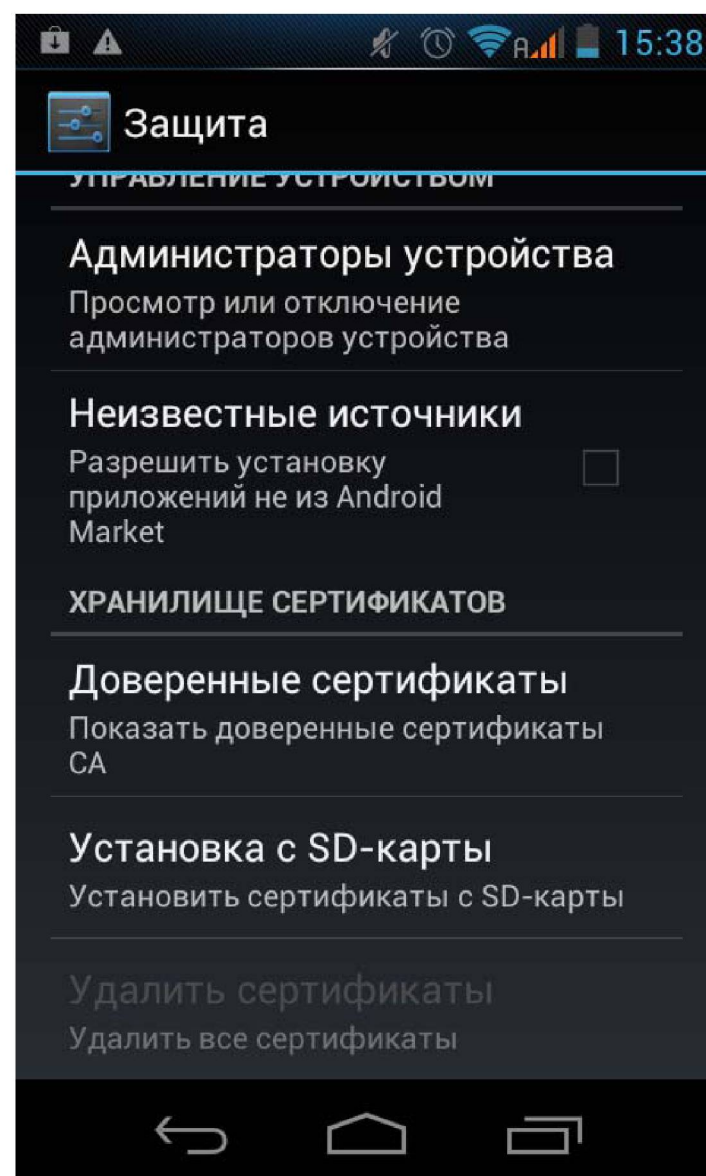 15:38
Защита
УПРАВЛЕНИЕ УСТРОЙСТВОМ
Администраторы устройства
Просмотр или отключение
администраторов устройства
Неизвестные источники
Разрешить установку
приложений не из Android
Market
ХРАНИЛИЩЕ СЕРТИФИКАТОВ
Доверенные сертификаты
Показать доверенные сертификаты
CA
Установка с SD-карты
Установить сертификаты с SD-карты
Удалить сертификаты
Удалить все сертификаты